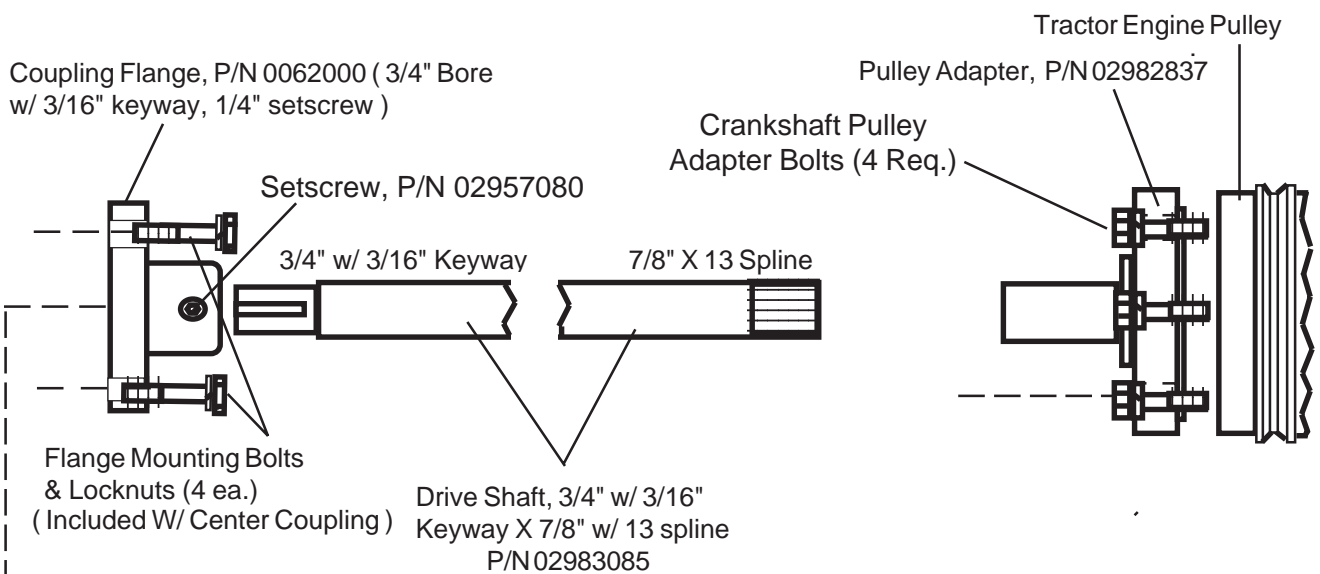 Tractor Engine Pulley
Coupling Flange, P/N 0062000 ( 3/4" Bore
w/ 3/16" keyway, 1/4" setscrew )
Pulley Adapter, P/N 02982837
Crankshaft Pulley
Adapter Bolts (4 Req.)
Setscrew, P/N 02957080
3/4" w/ 3/16" Keyway
7/8" X 13 Spline
Flange Mounting Bolts
& Locknuts (4 ea.)
( Included W/ Center Coupling )
Drive Shaft, 3/4" w/ 3/16"
Keyway X 7/8" w/ 13 spline
P/N 02983085